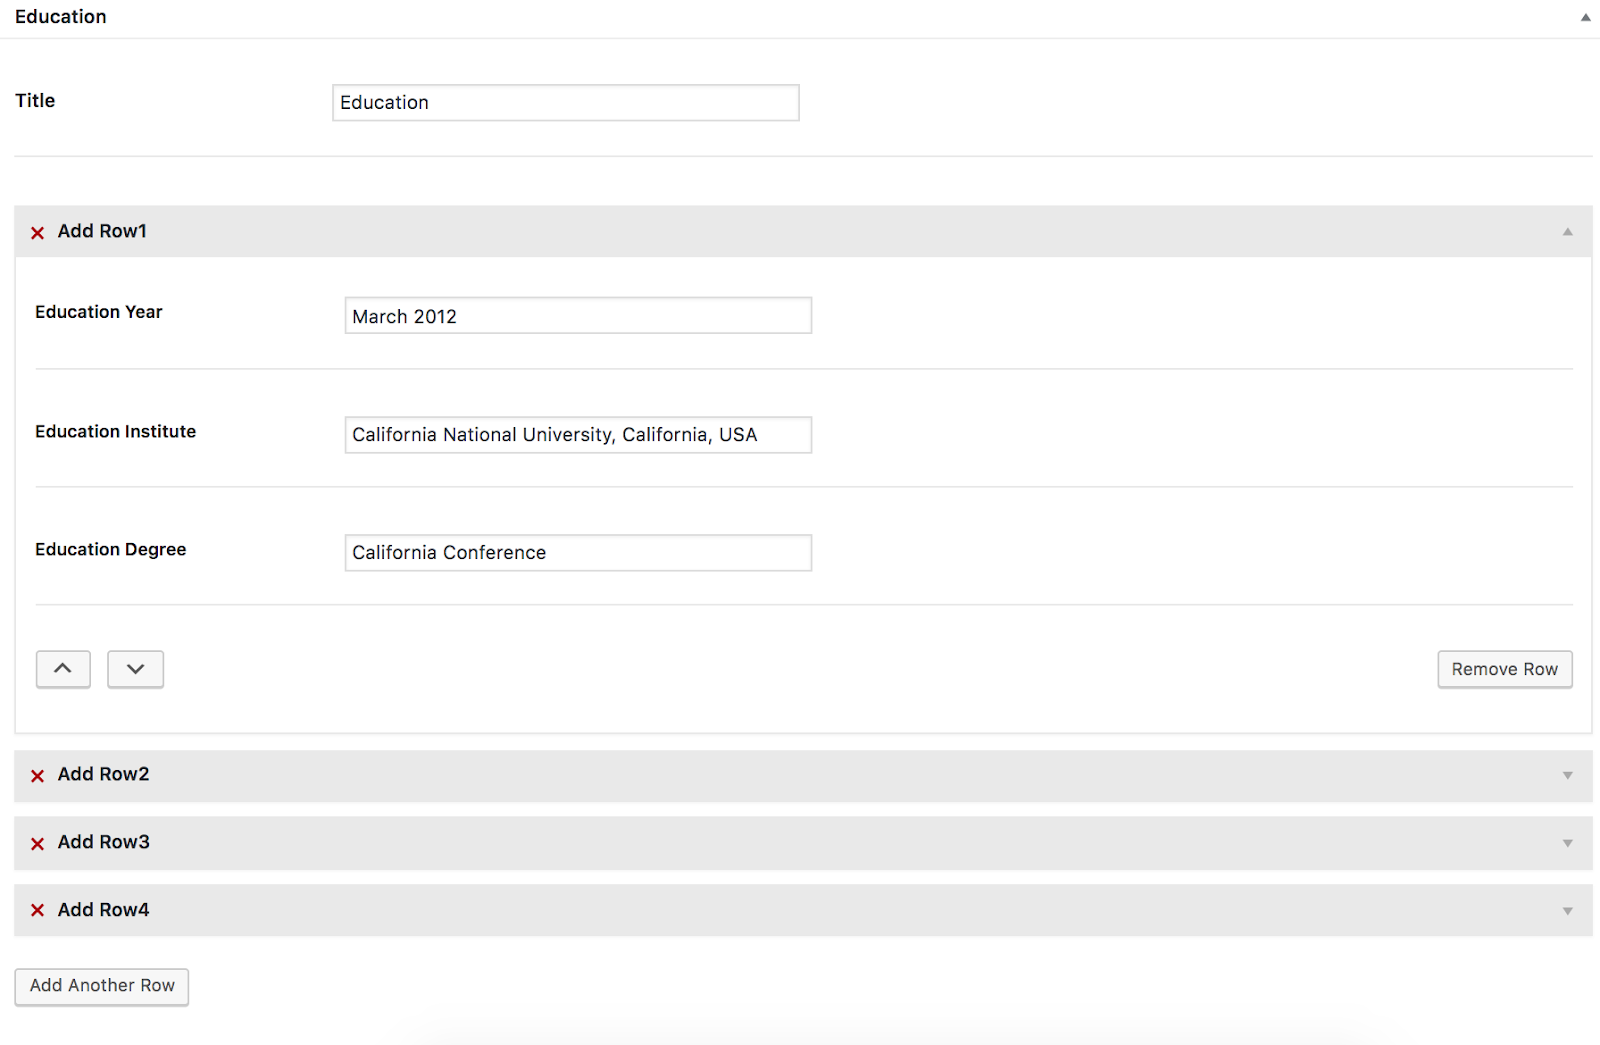 Education
Title
Education
Add Row1
Education Year
March 2012
Education Institute
California National University, California, USA
Education Degree
California Conference
Remove Row
Add Row2
Add Row3
Add Row4
Add Another Row